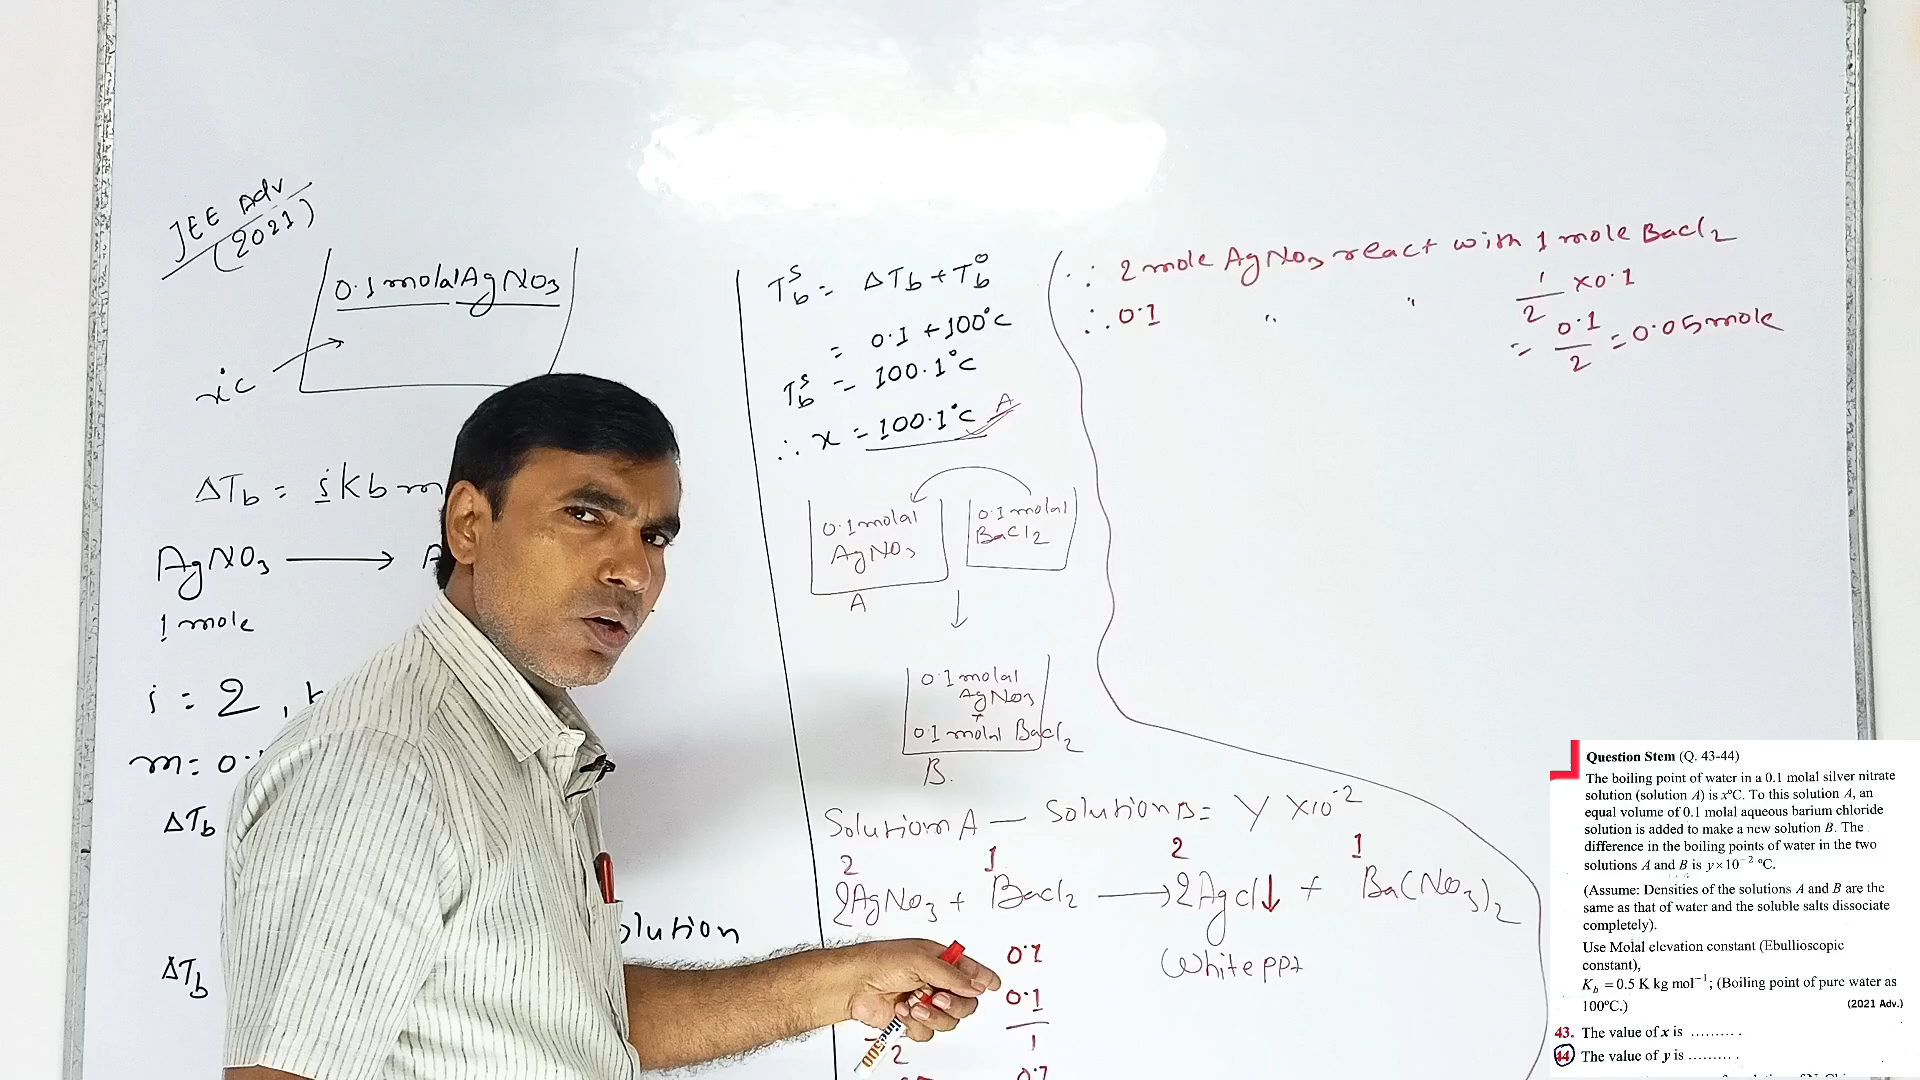 JEE Adv
(2021)
0.1 molal AgNO3
x°C
ΔTb = i kb m
AgNO3 ⟶ A
1 mole
i = 2,
m = 0.
ΔTb
olution
ΔTb
Tb^s = ΔTb + Tb^o
= 0.1 + 100°C
Tb^s = 100.1°C
∴ x = 100.1°C A
0.1 molal
AgNO3
A
0.1 molal
BaCl2
0.1 molal
AgNO3
+
0.1 molal BaCl2
B.
Solution A — Solution B = Y × 10^-2
2 1 2 1
2AgNO3 + BaCl2 ⟶ 2AgCl↓ + Ba(NO3)2
0.1
White ppt
0.1
1
2
∵ 2 mole AgNO3 react with 1 mole BaCl2
∴ 0.1 " " 1/2 × 0.1
= 0.1/2 = 0.05 mole
line500
Question Stem (Q. 43-44)
The boiling point of water in a 0.1 molal silver nitrate
solution (solution A) is x°C. To this solution A, an
equal volume of 0.1 molal aqueous barium chloride
solution is added to make a new solution B. The
difference in the boiling points of water in the two
solutions A and B is y×10⁻² °C.
(Assume: Densities of the solutions A and B are the
same as that of water and the soluble salts dissociate
completely).
Use Molal elevation constant (Ebullioscopic
constant),
Kb = 0.5 K kg mol⁻¹; (Boiling point of pure water as
100°C.) (2021 Adv.)
43. The value of x is ......... .
44 The value of y is ......... .